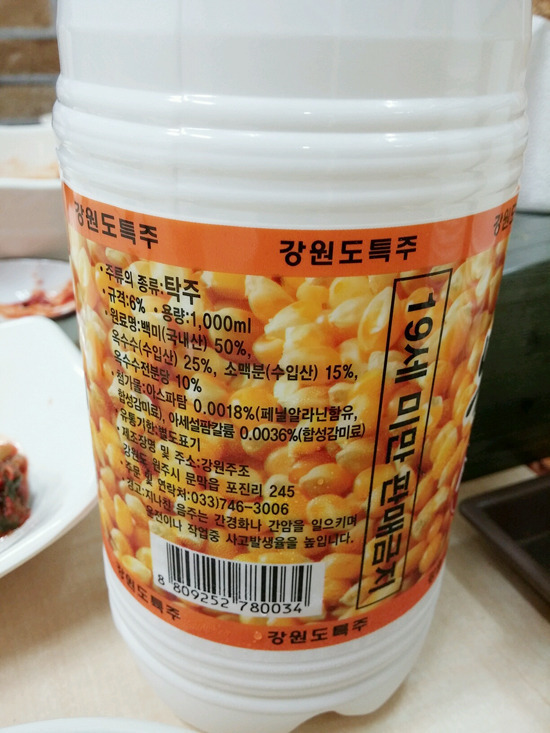 강원도특주
강원도특주
• 주류의 종류:탁주
• 규격:6% • 용량:1,000ml
• 원료명:백미(국내산) 50%,
옥수수(수입산) 25%, 소맥분(수입산) 15%,
옥수수전분당 10%
• 첨가물:아스파탐 0.0018%(페닐알라닌함유,
합성감미료), 아세설팜칼륨 0.0036%(합성감미료)
• 유통기한:별도표기
• 제조장명 및 주소:강원주조
강원도 원주시 문막읍 포진리 245
• 주문 및 연락처:033)746-3006
• 경고:지나친 음주는 간경화나 간암을 일으키며
운전이나 작업중 사고발생율을 높입니다.
8 809252 780034
19세 미만 판매금지
강원도특주
강원도특주